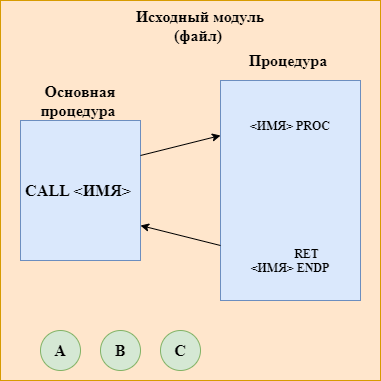 Исходный модуль
(файл)
Процедура
Основная
процедура
<ИМЯ> PROC
CALL <ИМЯ>
RET
<ИМЯ> ENDP
A
B
C